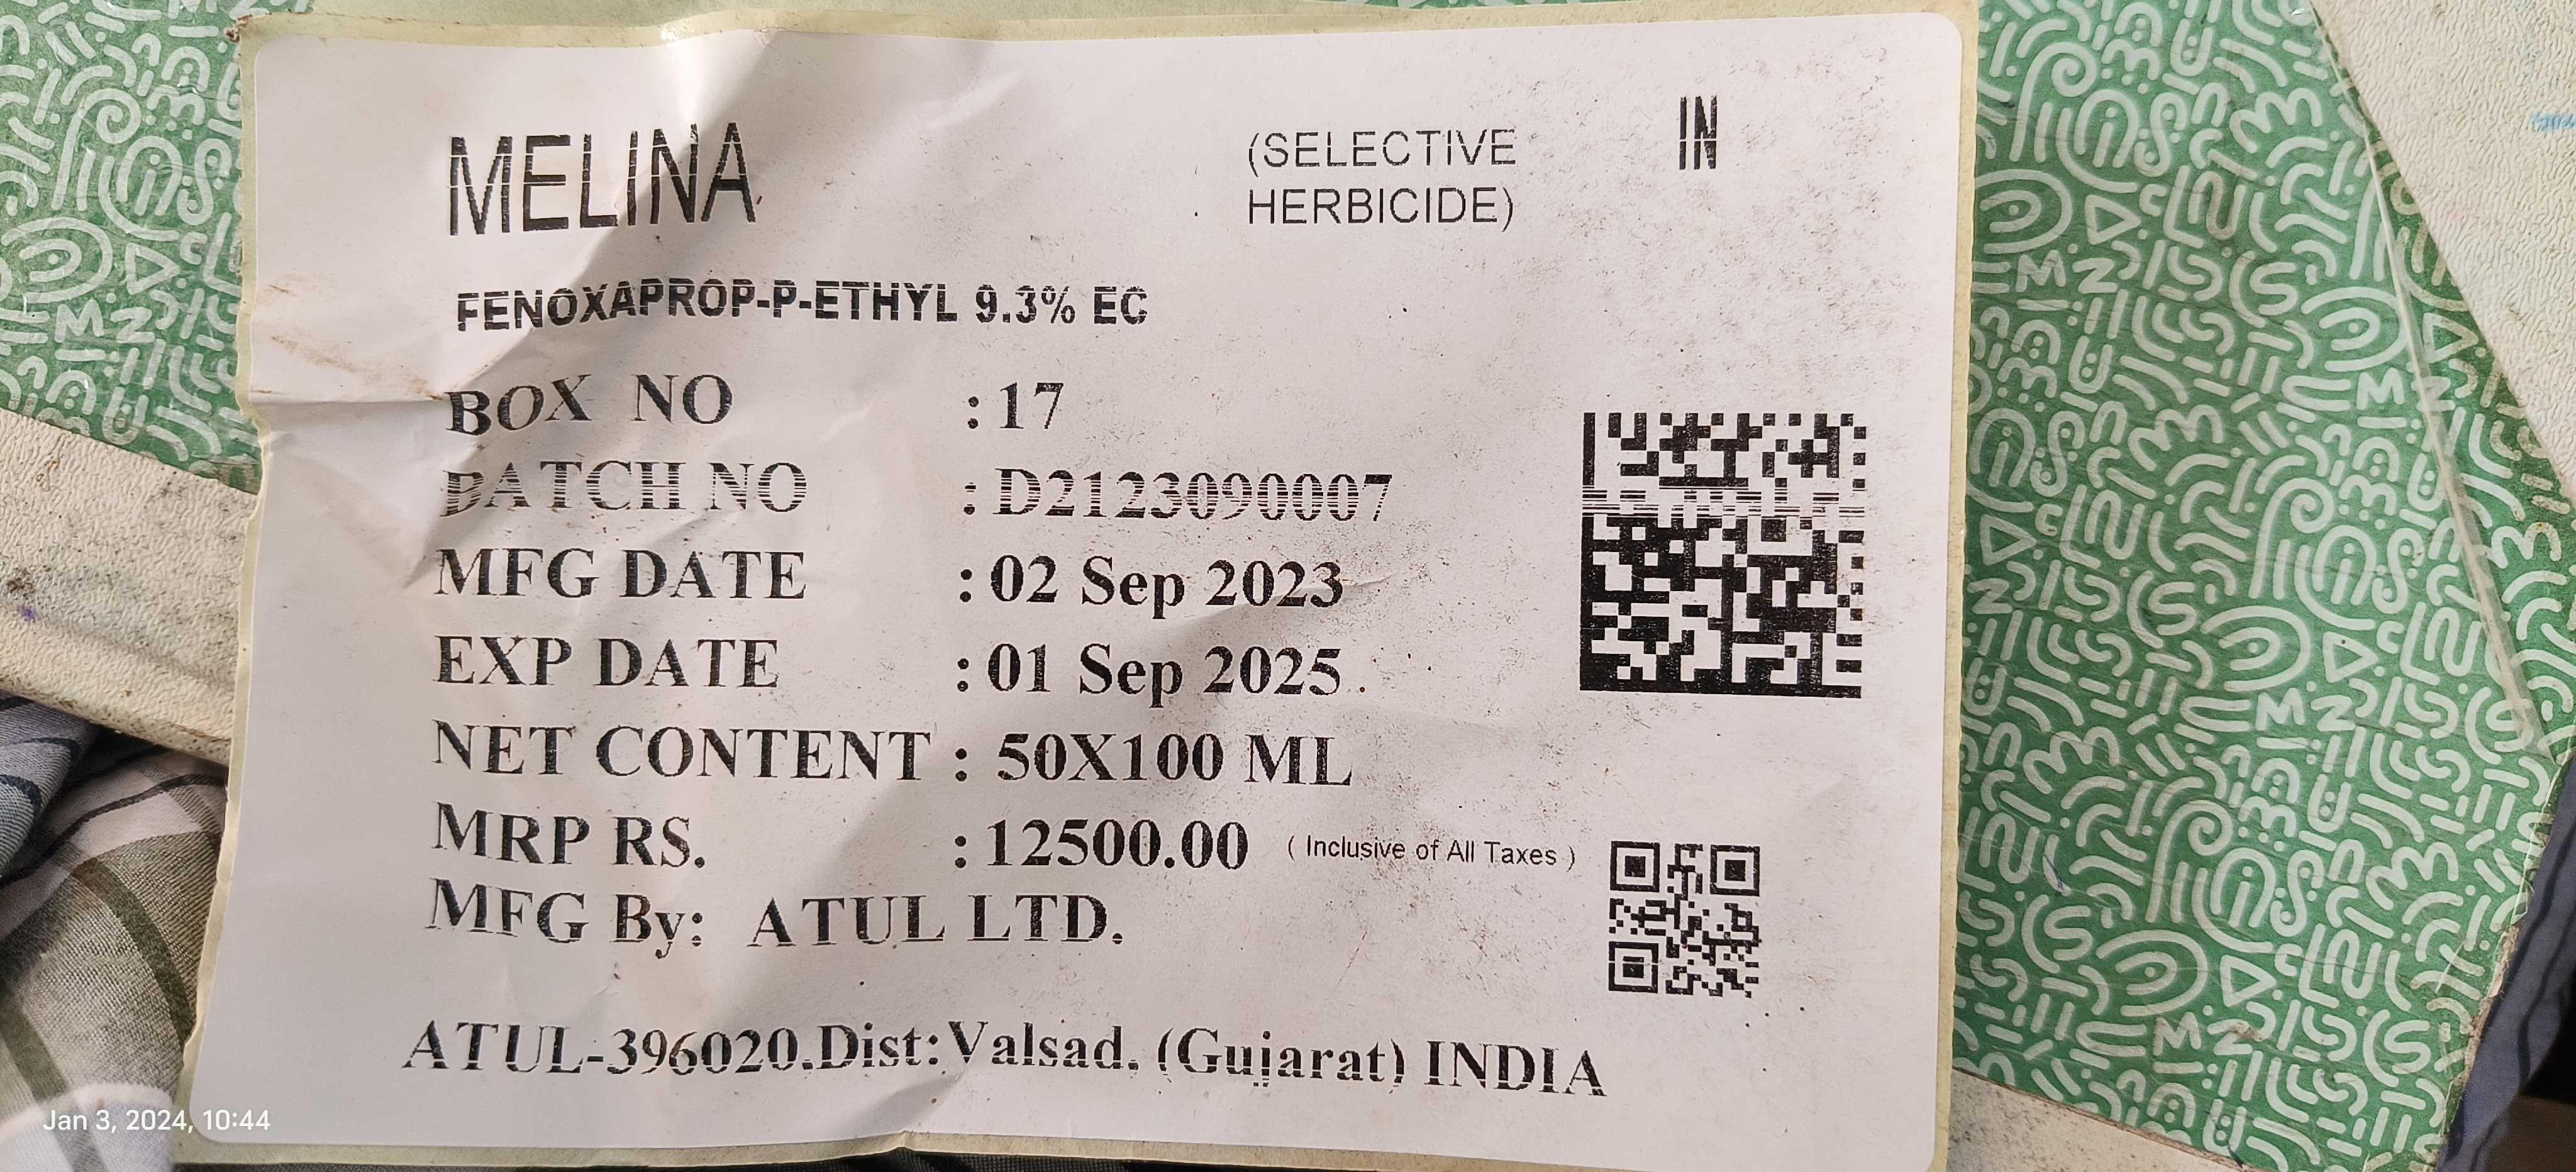 MELINA
(SELECTIVE
HERBICIDE)
IN
FENOXAPROP-P-ETHYL 9.3% EC
BOX NO : 17
BATCH NO : D2123090007
MFG DATE : 02 Sep 2023
EXP DATE : 01 Sep 2025
NET CONTENT : 50X100 ML
MRP RS. : 12500.00 ( Inclusive of All Taxes )
MFG By: ATUL LTD.
ATUL-396020.Dist:Valsad. (Gujarat) INDIA
Jan 3, 2024, 10:44